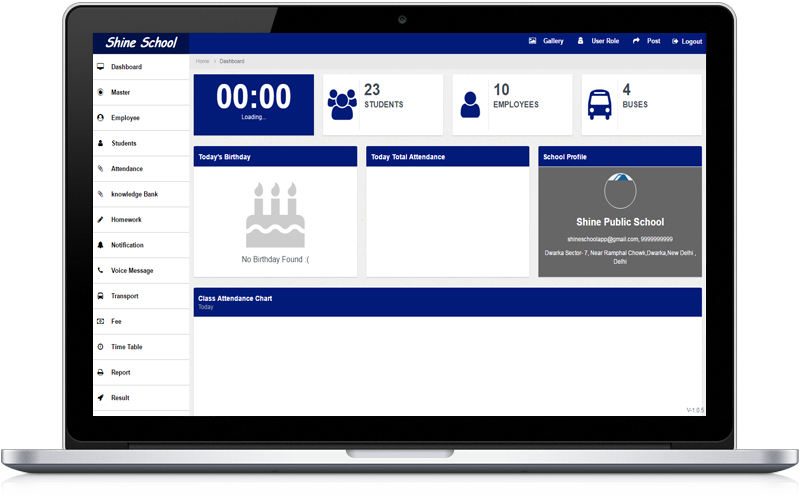 Shine School
Gallery
User Role
Post
Logout
Dashboard
Master
Employee
Students
Attendance
knowledge Bank
Homework
Notification
Voice Message
Transport
Fee
Time Table
Report
Result
Home > Dashboard
00:00
Loading...
23
STUDENTS
10
EMPLOYEES
4
BUSES
Today's Birthday
No Birthday Found :(
Today Total Attendance
School Profile
Shine Public School
shineschoolapp@gmail.com, 9999999999
Dwarka Sector- 7, Near Ramphal Chowk,Dwarka,New Delhi ,
Delhi
Class Attendance Chart
Today
V-1.0.5